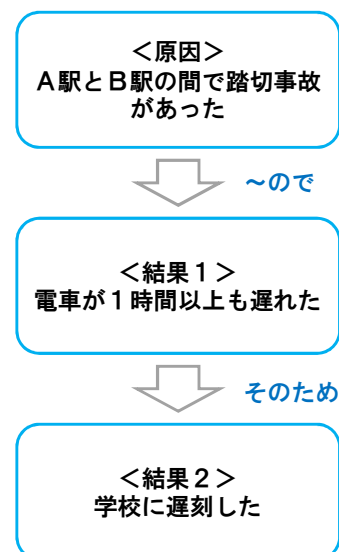 ＜原因＞
Ａ駅とＢ駅の間で踏切事故
があった
～ので
＜結果１＞
電車が１時間以上も遅れた
そのため
＜結果２＞
学校に遅刻した